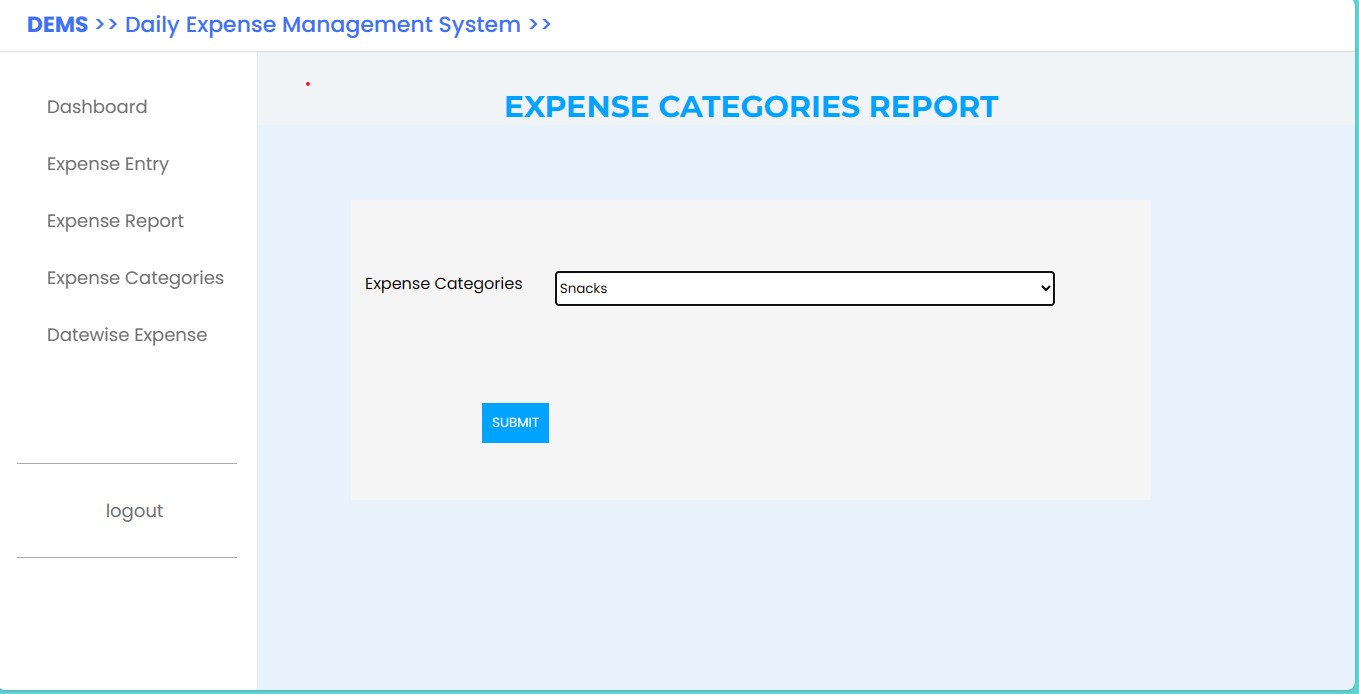 DEMS >> Daily Expense Management System >>
Dashboard
Expense Entry
Expense Report
Expense Categories
Datewise Expense
logout
EXPENSE CATEGORIES REPORT
Expense Categories
Snacks
SUBMIT